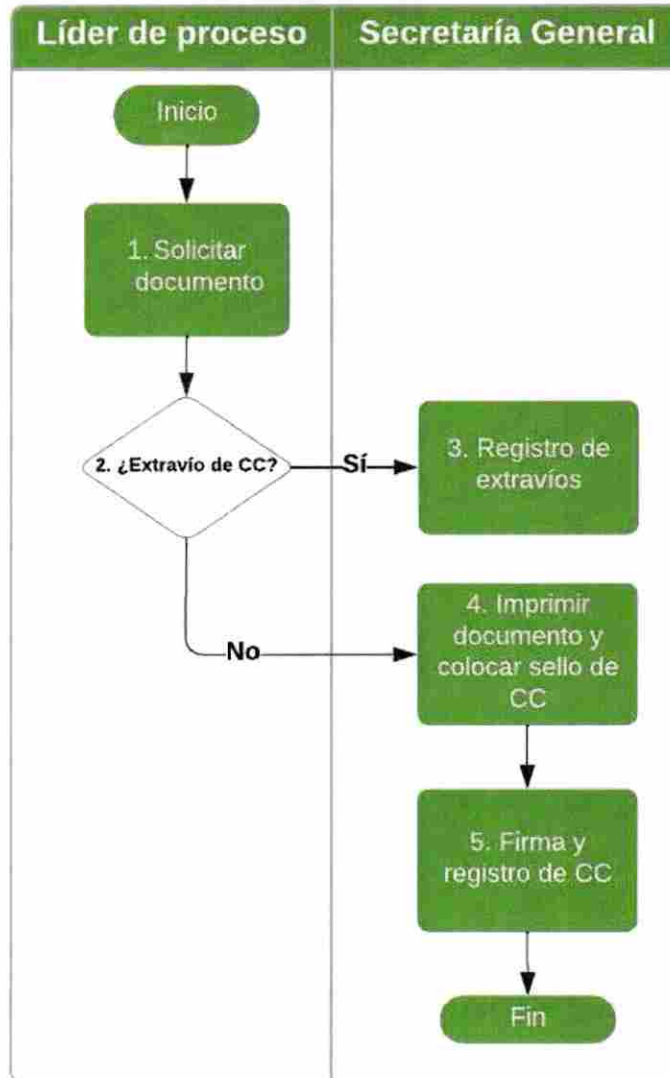 Líder de proceso
Secretaría General
Inicio
1. Solicitar
documento
2. ¿Extravío de CC?
Sí
3. Registro de
extravíos
No
4. Imprimir
documento y
colocar sello de
CC
5. Firma y
registro de CC
Fin